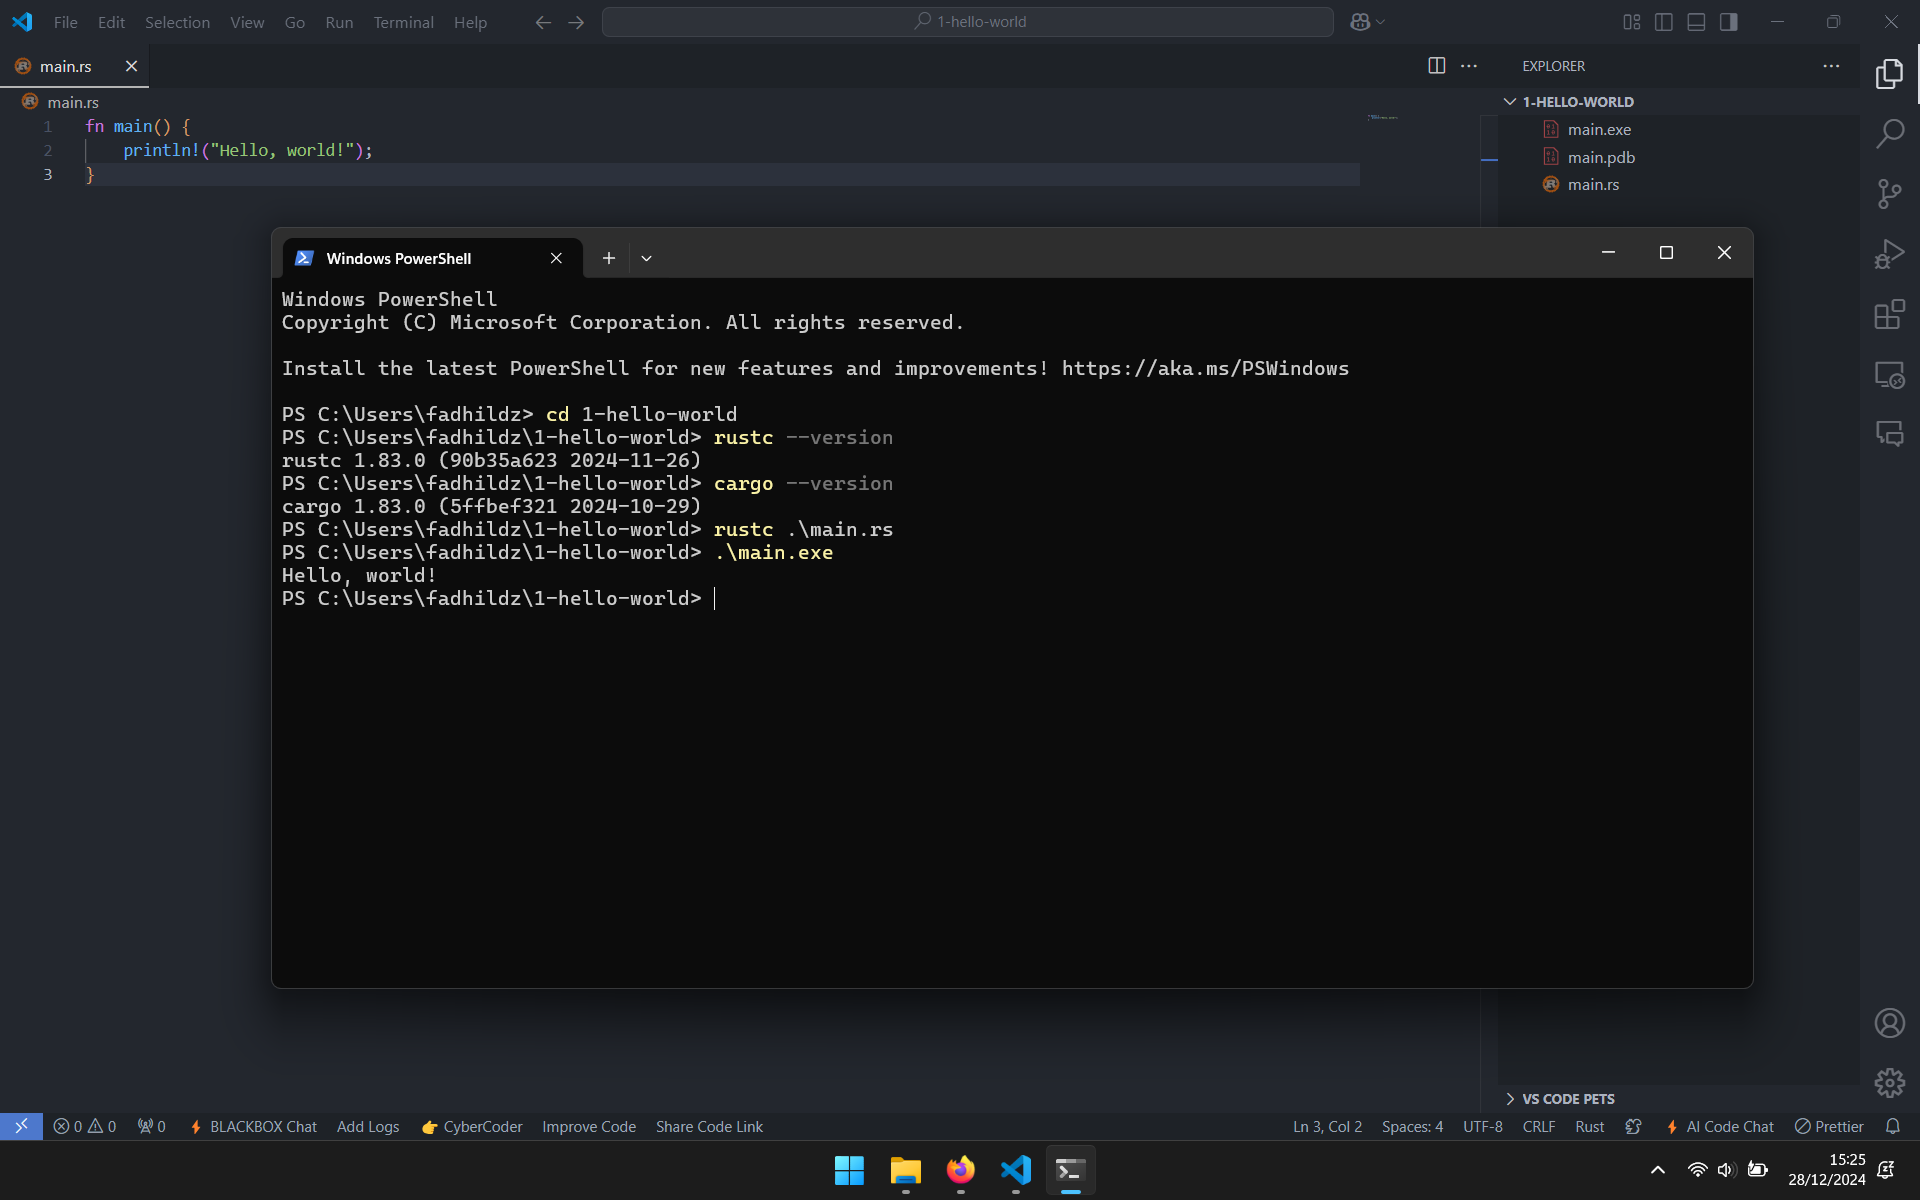 File Edit Selection View Go Run Terminal Help
1-hello-world
main.rs
EXPLORER
main.rs
1 fn main() {
2 println!("Hello, world!");
3 }
1-HELLO-WORLD
main.exe
main.pdb
main.rs
Windows PowerShell
Windows PowerShell
Copyright (C) Microsoft Corporation. All rights reserved.
Install the latest PowerShell for new features and improvements! https://aka.ms/PSWindows
PS C:\Users\fadhildz> cd 1-hello-world
PS C:\Users\fadhildz\1-hello-world> rustc --version
rustc 1.83.0 (90b35a623 2024-11-26)
PS C:\Users\fadhildz\1-hello-world> cargo --version
cargo 1.83.0 (5ffbef321 2024-10-29)
PS C:\Users\fadhildz\1-hello-world> rustc .\main.rs
PS C:\Users\fadhildz\1-hello-world> .\main.exe
Hello, world!
PS C:\Users\fadhildz\1-hello-world>
VS CODE PETS
0 0 0 BLACKBOX Chat Add Logs 👉 CyberCoder Improve Code Share Code Link Ln 3, Col 2 Spaces: 4 UTF-8 CRLF Rust AI Code Chat Prettier
15:25
28/12/2024